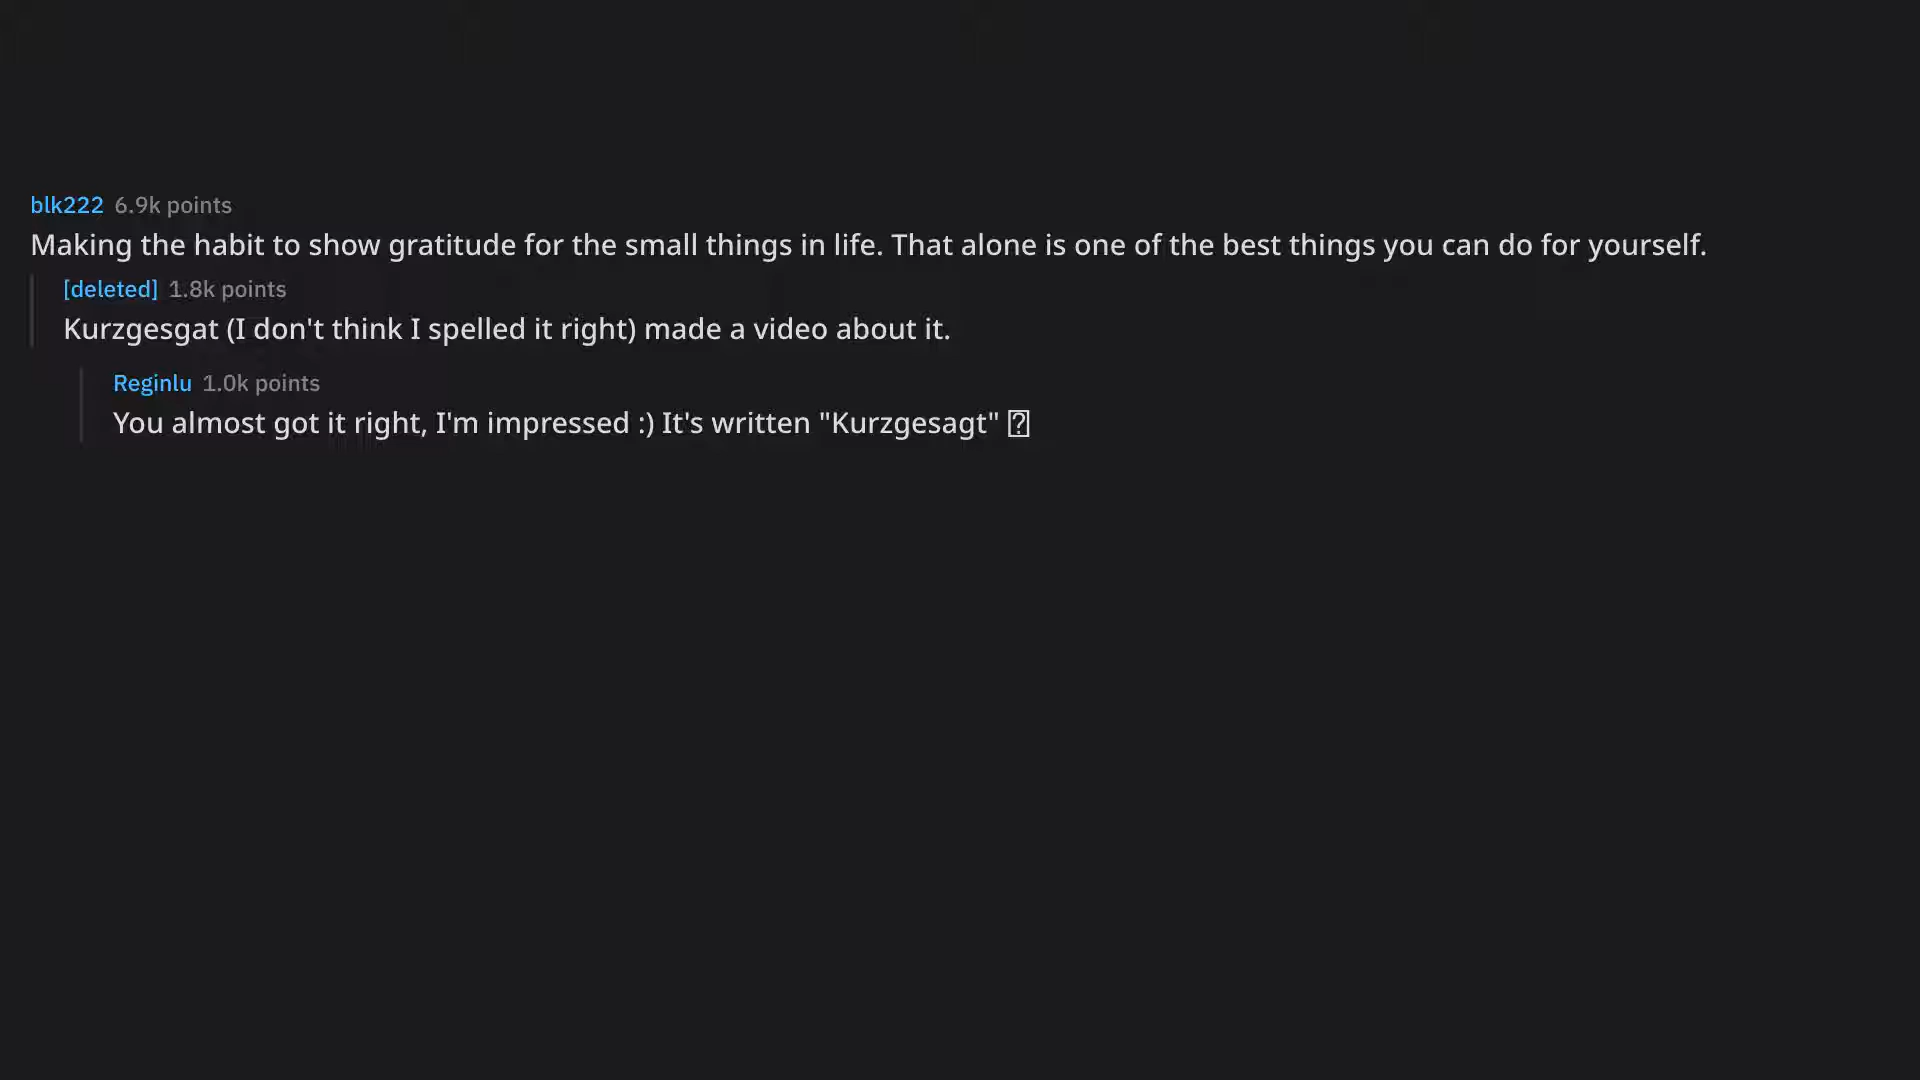 blk222 6.9k points
Making the habit to show gratitude for the small things in life. That alone is one of the best things you can do for yourself.
[deleted] 1.8k points
Kurzgesgat (I don't think I spelled it right) made a video about it.
Reginlu 1.0k points
You almost got it right, I'm impressed :) It's written "Kurzgesagt" �